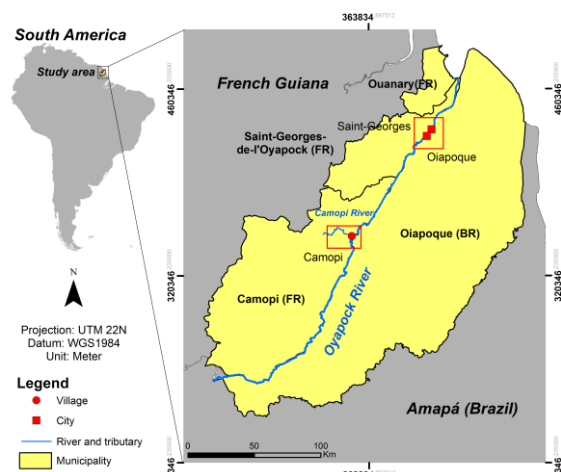 South America
Study area
363834
French Guiana
Ouanary(FR)
460346
460346
Saint-Georges
Saint-Georges-
de-l'Oyapock (FR)
Oiapoque
Camopi River
Camopi
Oiapoque (BR)
320346
320346
Camopi (FR)
Oyapock River
Amapá (Brazil)
N
Projection: UTM 22N
Datum: WGS1984
Unit: Meter
Legend
Village
City
River and tributary
Municipality
0
50
100
Km